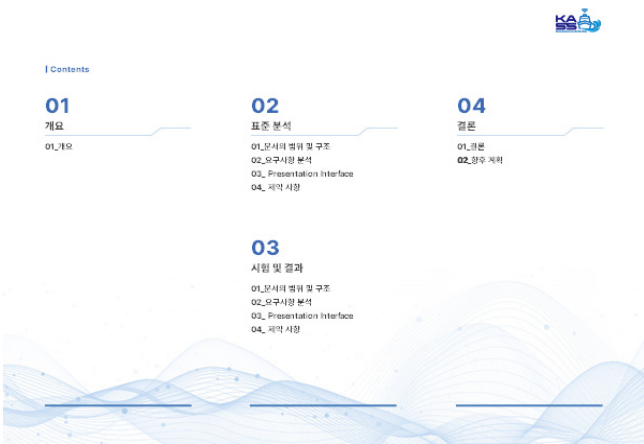 KA
SS
Contents
01
개요
01_개요
02
표준 분석
01_문서의 범위 및 구조
02_요구사항 분석
03_ Presentation Interface
04_ 제약 사항
03
시험 및 결과
01_문서의 범위 및 구조
02_요구사항 분석
03_ Presentation Interface
04_ 제약 사항
04
결론
01_결론
02_향후 계획